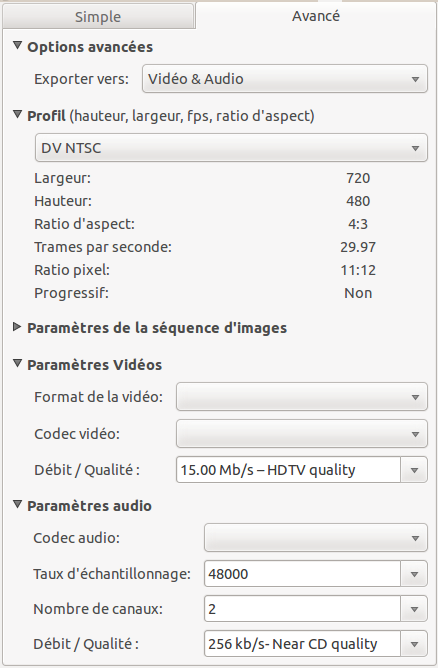 Simple
Avancé
Options avancées
Exporter vers: Vidéo & Audio
Profil (hauteur, largeur, fps, ratio d'aspect)
DV NTSC
Largeur: 720
Hauteur: 480
Ratio d'aspect: 4:3
Trames par seconde: 29.97
Ratio pixel: 11:12
Progressif: Non
Paramètres de la séquence d'images
Paramètres Vidéos
Format de la vidéo:
Codec vidéo:
Débit / Qualité : 15.00 Mb/s – HDTV quality
Paramètres audio
Codec audio:
Taux d'échantillonnage: 48000
Nombre de canaux: 2
Débit / Qualité : 256 kb/s- Near CD quality